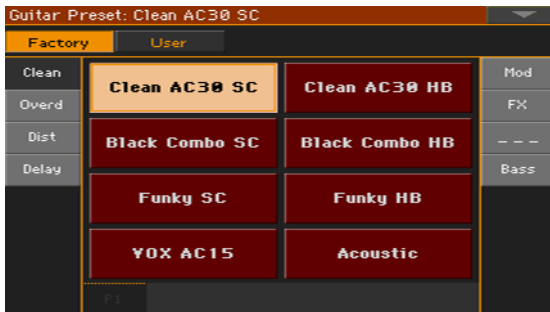 Guitar Preset: Clean AC30 SC
Factory User
Clean
Overd
Dist
Delay
Clean AC30 SC Clean AC30 HB
Black Combo SC Black Combo HB
Funky SC Funky HB
VOX AC15 Acoustic
Mod
FX
---
Bass
P1